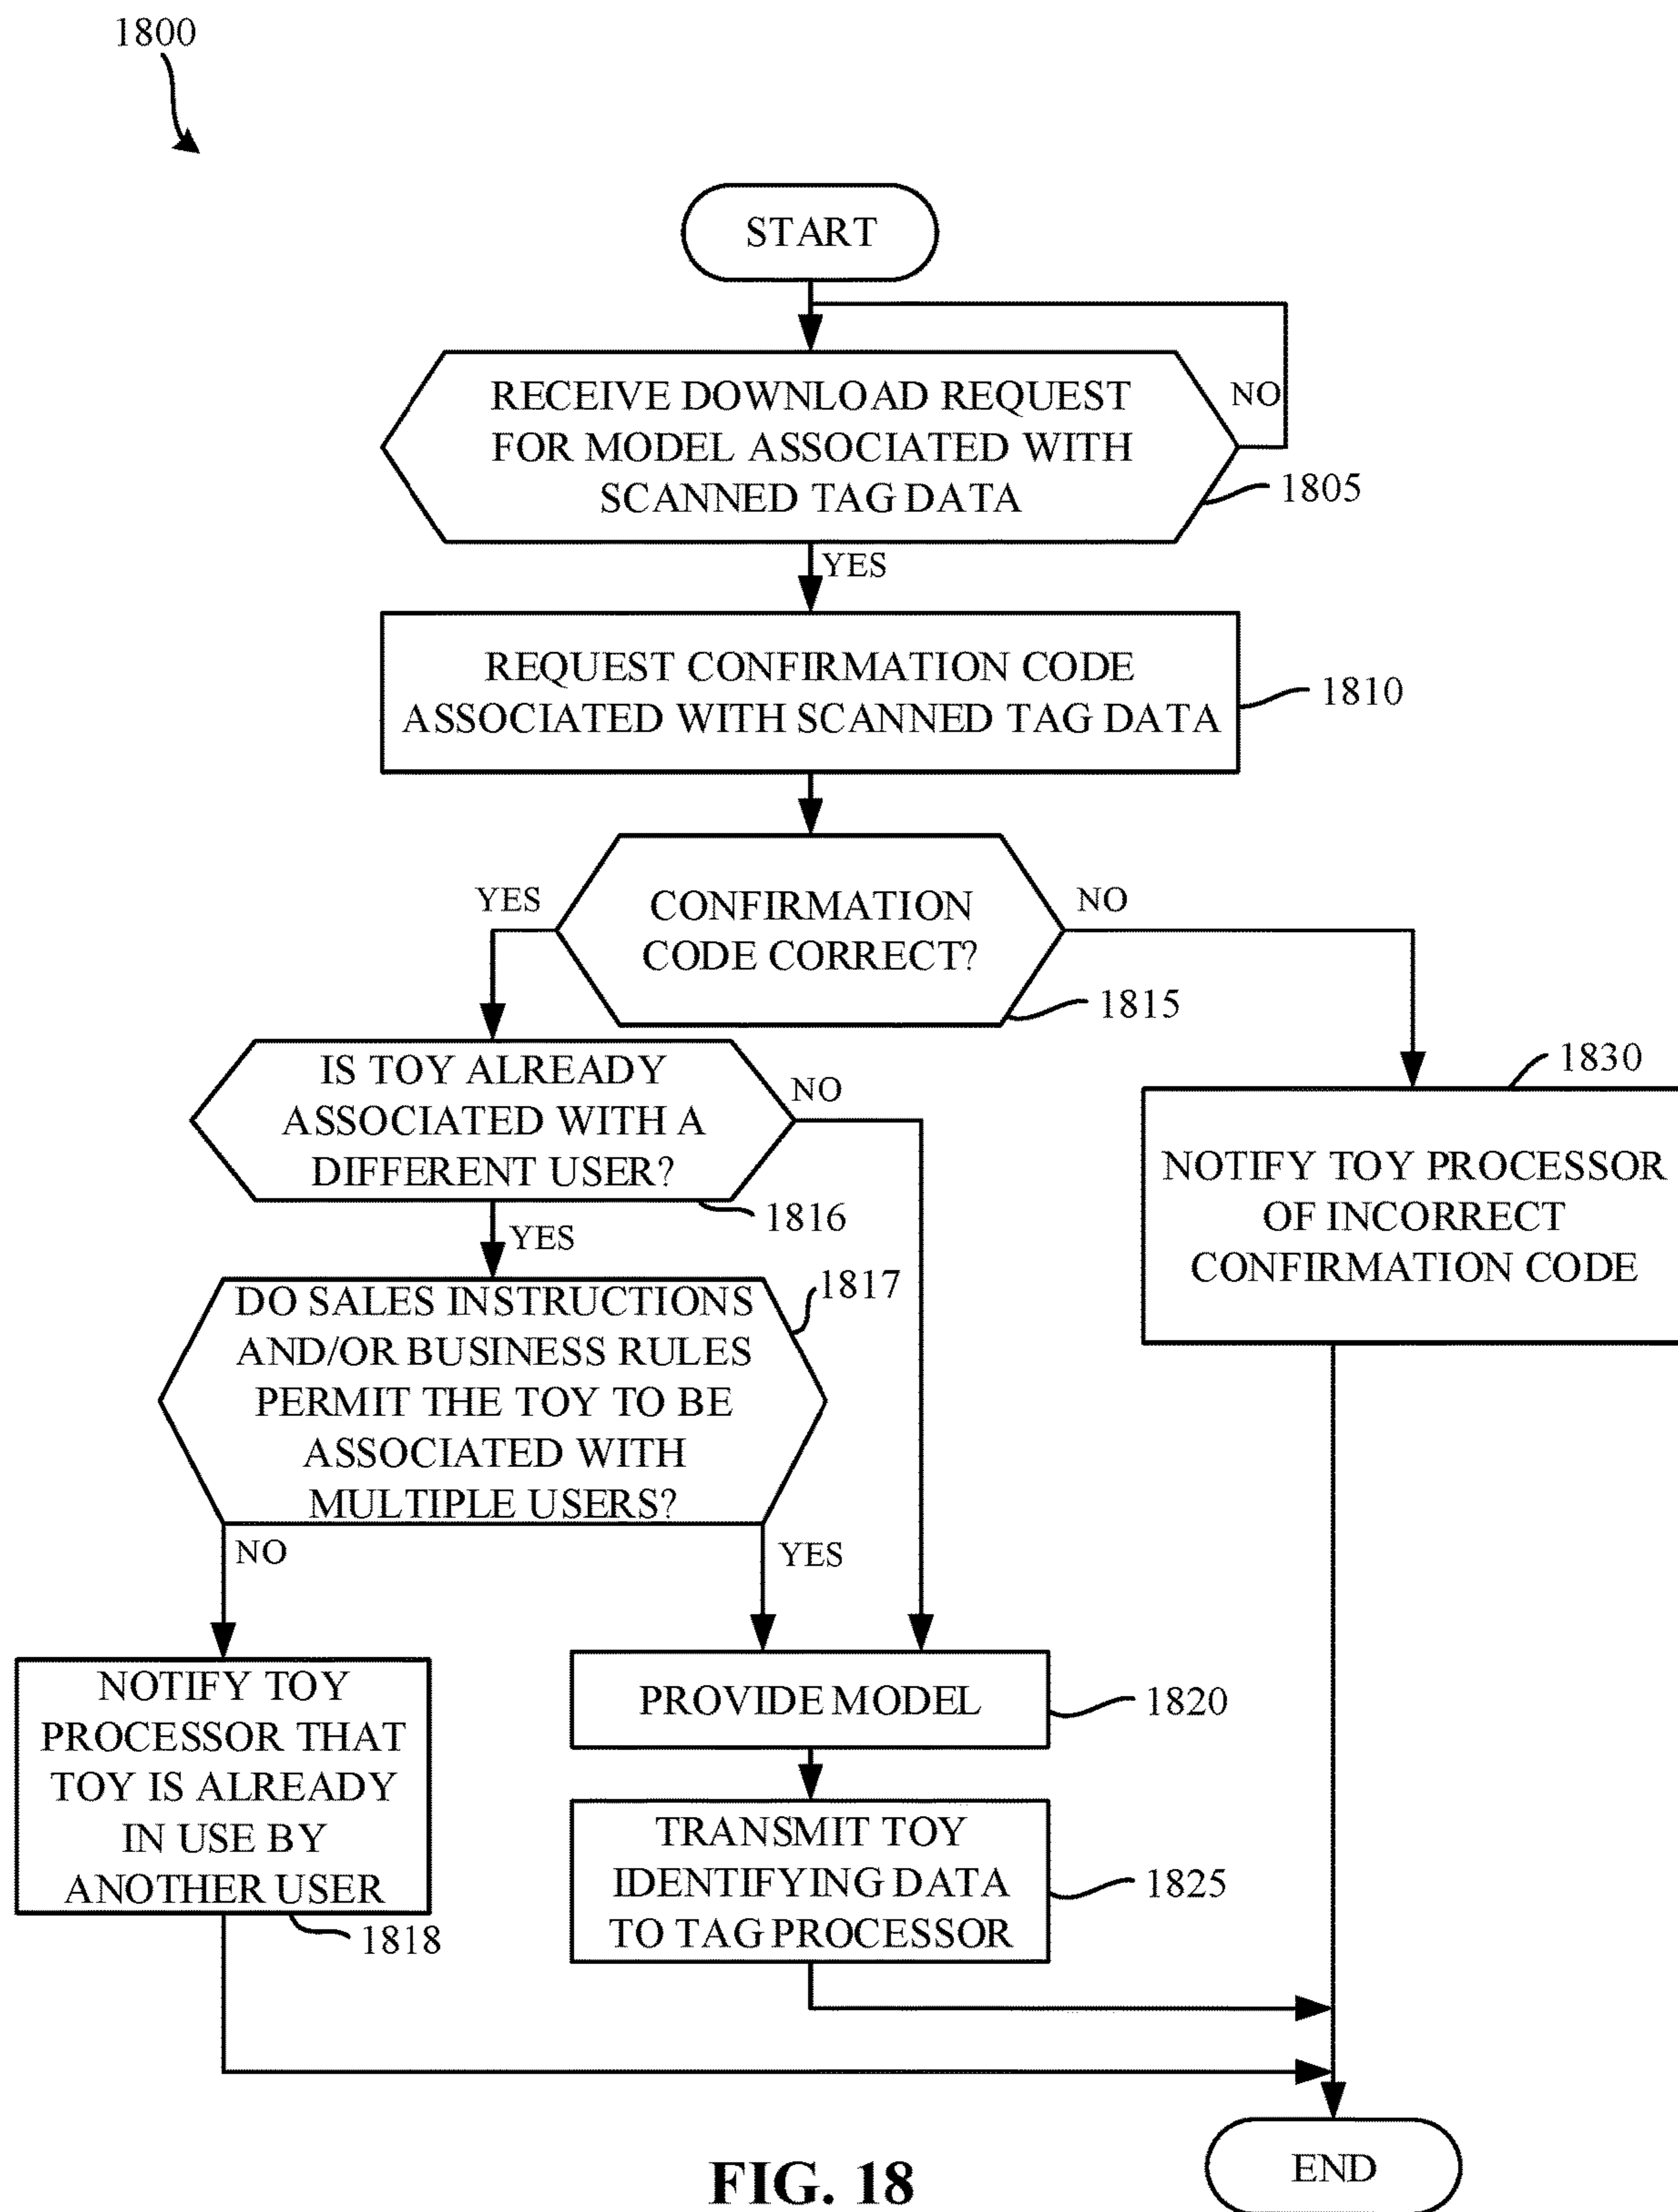 1800
START
RECEIVE DOWNLOAD REQUEST
FOR MODEL ASSOCIATED WITH
SCANNED TAG DATA
NO
1805
YES
REQUEST CONFIRMATION CODE
ASSOCIATED WITH SCANNED TAG DATA
1810
CONFIRMATION
CODE CORRECT?
YES
NO
1815
IS TOY ALREADY
ASSOCIATED WITH A
DIFFERENT USER?
NO
1816
YES
1830
NOTIFY TOY PROCESSOR
OF INCORRECT
CONFIRMATION CODE
1817
DO SALES INSTRUCTIONS
AND/OR BUSINESS RULES
PERMIT THE TOY TO BE
ASSOCIATED WITH
MULTIPLE USERS?
NO
YES
NOTIFY TOY
PROCESSOR THAT
TOY IS ALREADY
IN USE BY
ANOTHER USER
1818
PROVIDE MODEL
1820
TRANSMIT TOY
IDENTIFYING DATA
TO TAG PROCESSOR
1825
END
FIG. 18